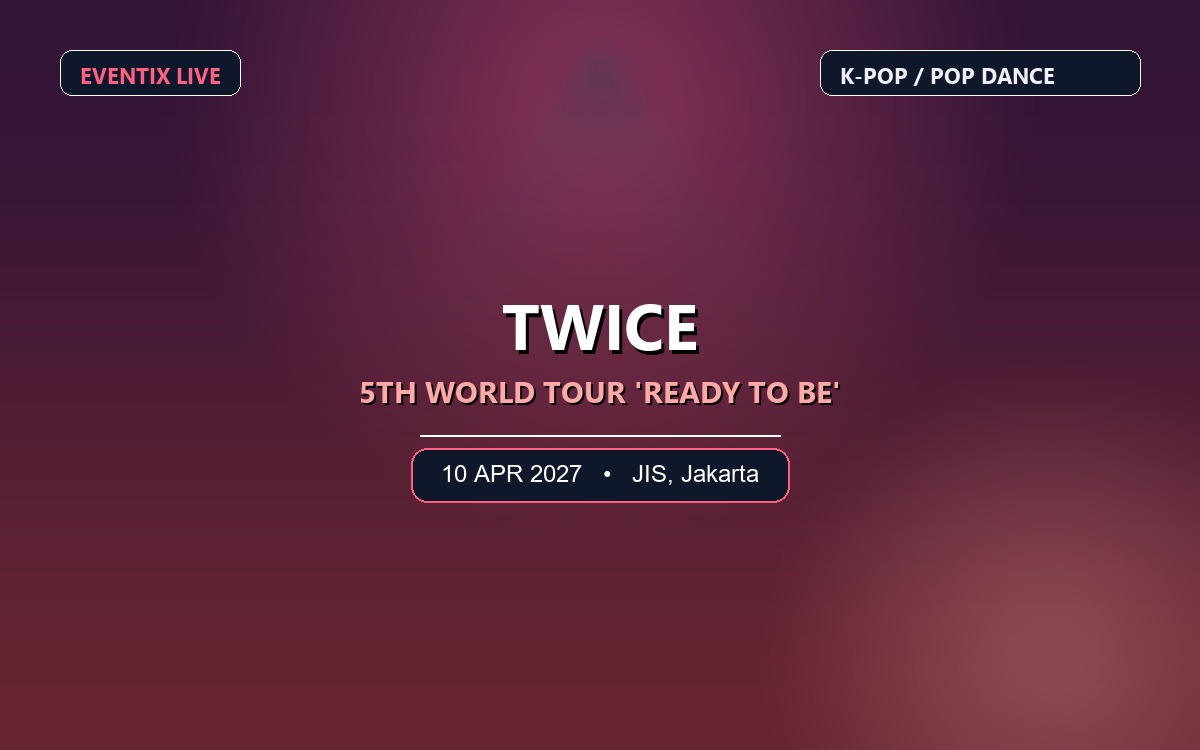 EVENTIX LIVE
K-POP / POP DANCE
TWICE
5TH WORLD TOUR 'READY TO BE'
10 APR 2027 • JIS, Jakarta